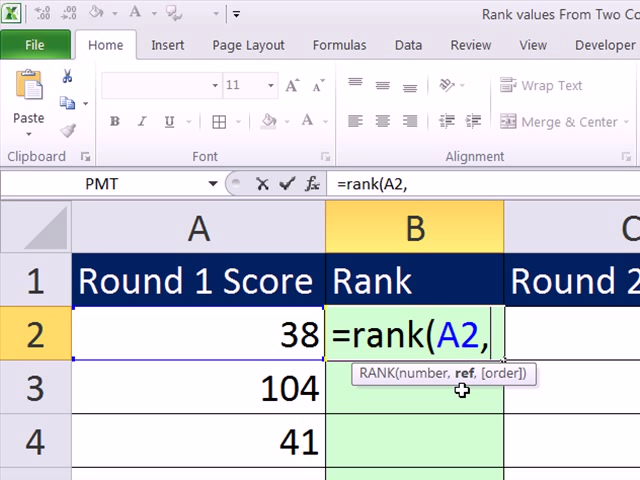 Rank values From Two Co
File Home Insert Page Layout Formulas Data Review View Developer
11 A A Wrap Text
Paste B I U A Merge & Center
Clipboard Font Alignment
PMT fx =rank(A2,
A B C
1 Round 1 Score Rank Round 2
2 38 =rank(A2,
RANK(number, ref, [order])
3 104
4 41